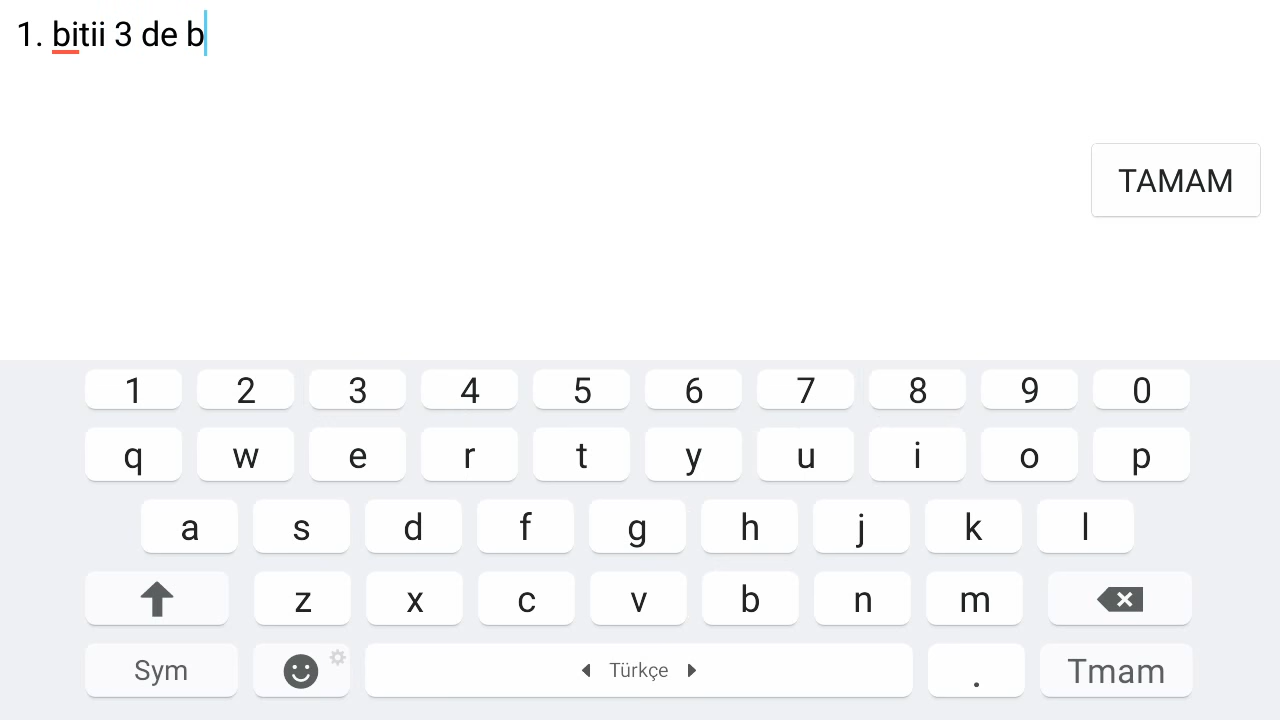 1. bitii 3 de b
TAMAM
1 2 3 4 5 6 7 8 9 0
q w e r t y u i o p
a s d f g h j k l
z x c v b n m
Sym Türkçe . Tmam